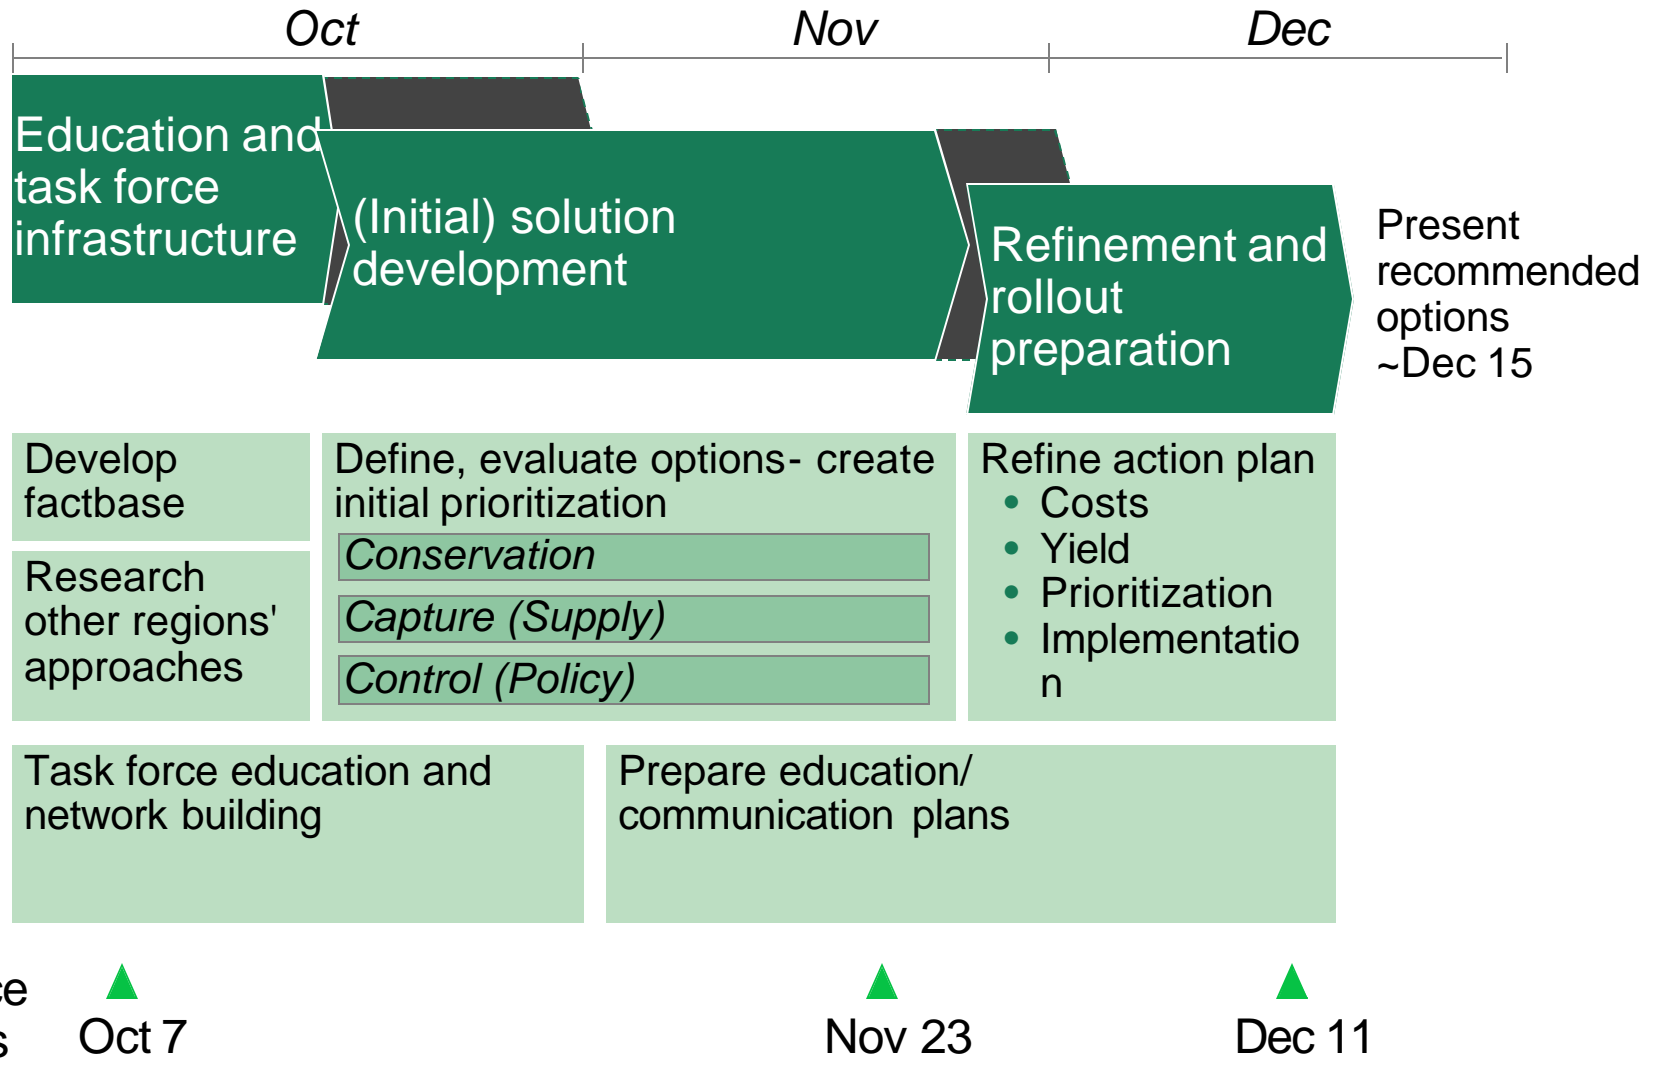 Oct
Nov
Dec
Education and
task force
infrastructure
(Initial) solution
development
Refinement and
rollout
preparation
Present
recommended
options
~Dec 15
Develop
factbase
Research
other regions'
approaches
Define, evaluate options- create
initial prioritization
Conservation
Capture (Supply)
Control (Policy)
Refine action plan
• Costs
• Yield
• Prioritization
• Implementatio
n
Task force education and
network building
Prepare education/
communication plans
Oct 7
Nov 23
Dec 11